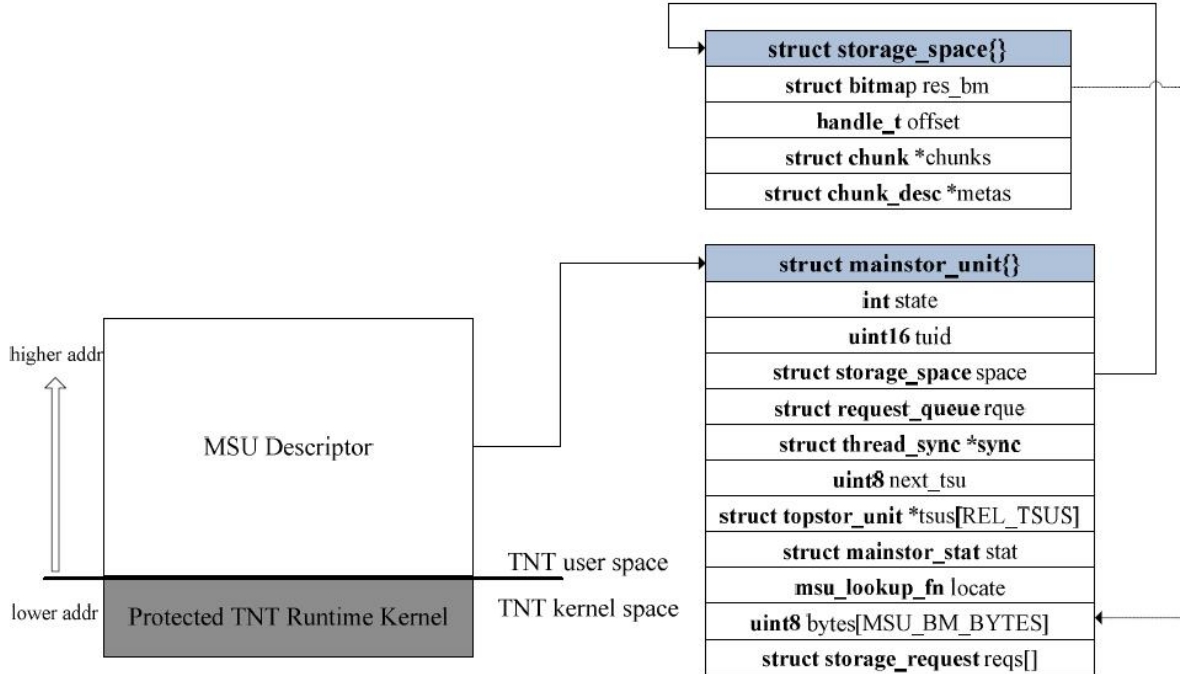 struct storage_space{}
struct bitmap res_bm
handle_t offset
struct chunk *chunks
struct chunk_desc *metas
struct mainstor_unit{}
int state
uint16 tuid
struct storage_space space
struct request_queue rque
struct thread_sync *sync
uint8 next_tsu
struct topstor_unit *tsus[REL_TSUS]
struct mainstor_stat stat
msu_lookup_fn locate
uint8 bytes[MSU_BM_BYTES]
struct storage_request reqs[]
higher addr
MSU Descriptor
TNT user space
lower addr
Protected TNT Runtime Kernel
TNT kernel space